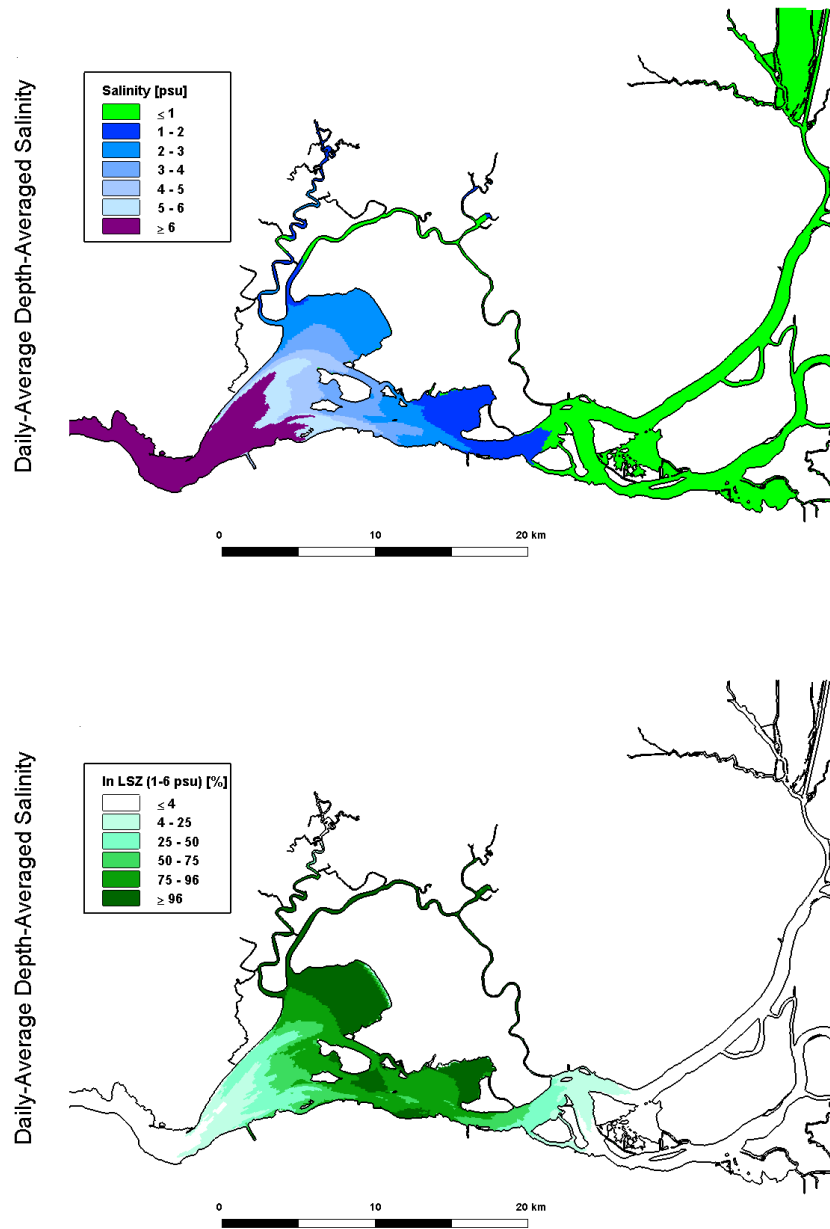 Daily-Average Depth-Averaged Salinity
Salinity [psu]
≤ 1
1 - 2
2 - 3
3 - 4
4 - 5
5 - 6
≥ 6
0 10 20 km
Daily-Average Depth-Averaged Salinity
In LSZ (1-6 psu) [%]
≤ 4
4 - 25
25 - 50
50 - 75
75 - 96
≥ 96
0 10 20 km